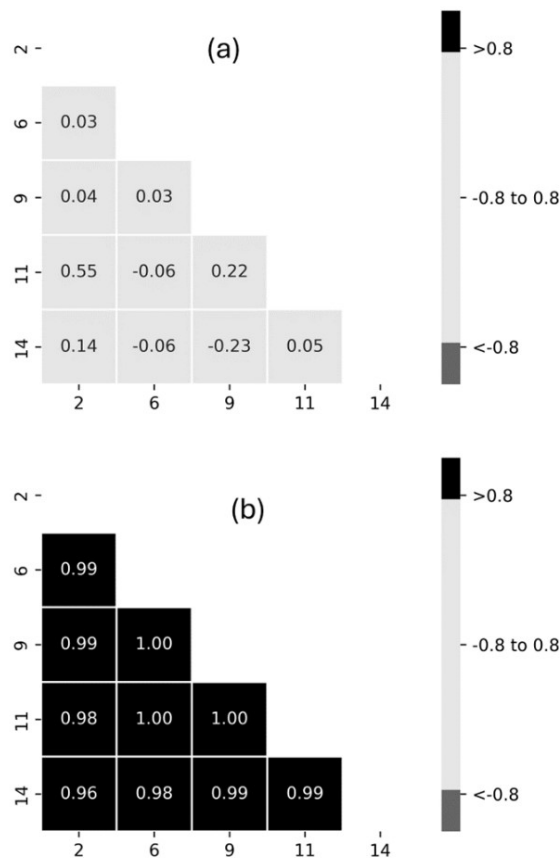 (a)
2
>0.8
6 0.03
9 0.04 0.03 -0.8 to 0.8
11 0.55 -0.06 0.22
14 0.14 -0.06 -0.23 0.05 <-0.8
2 6 9 11 14
(b)
2 >0.8
6 0.99
9 0.99 1.00 -0.8 to 0.8
11 0.98 1.00 1.00
14 0.96 0.98 0.99 0.99 <-0.8
2 6 9 11 14